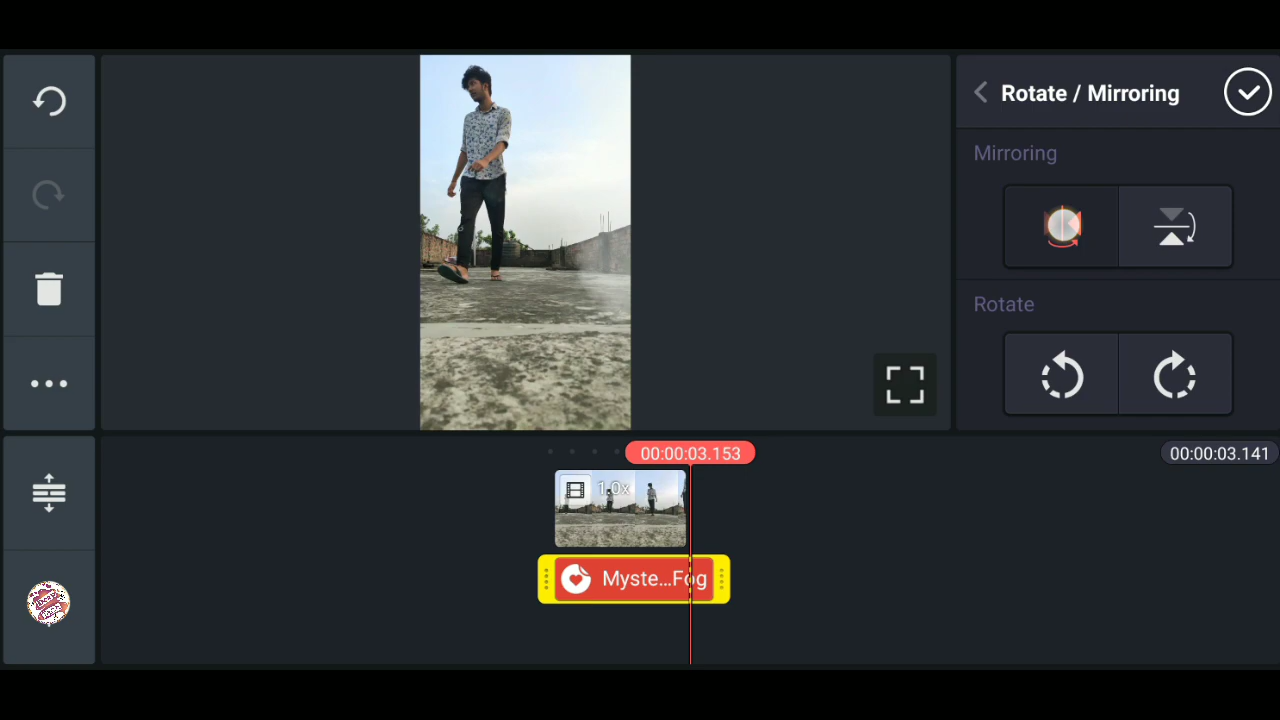 Rotate / Mirroring
Mirroring
Rotate
00:00:03.153
00:00:03.141
1.0x
Myste...Fog